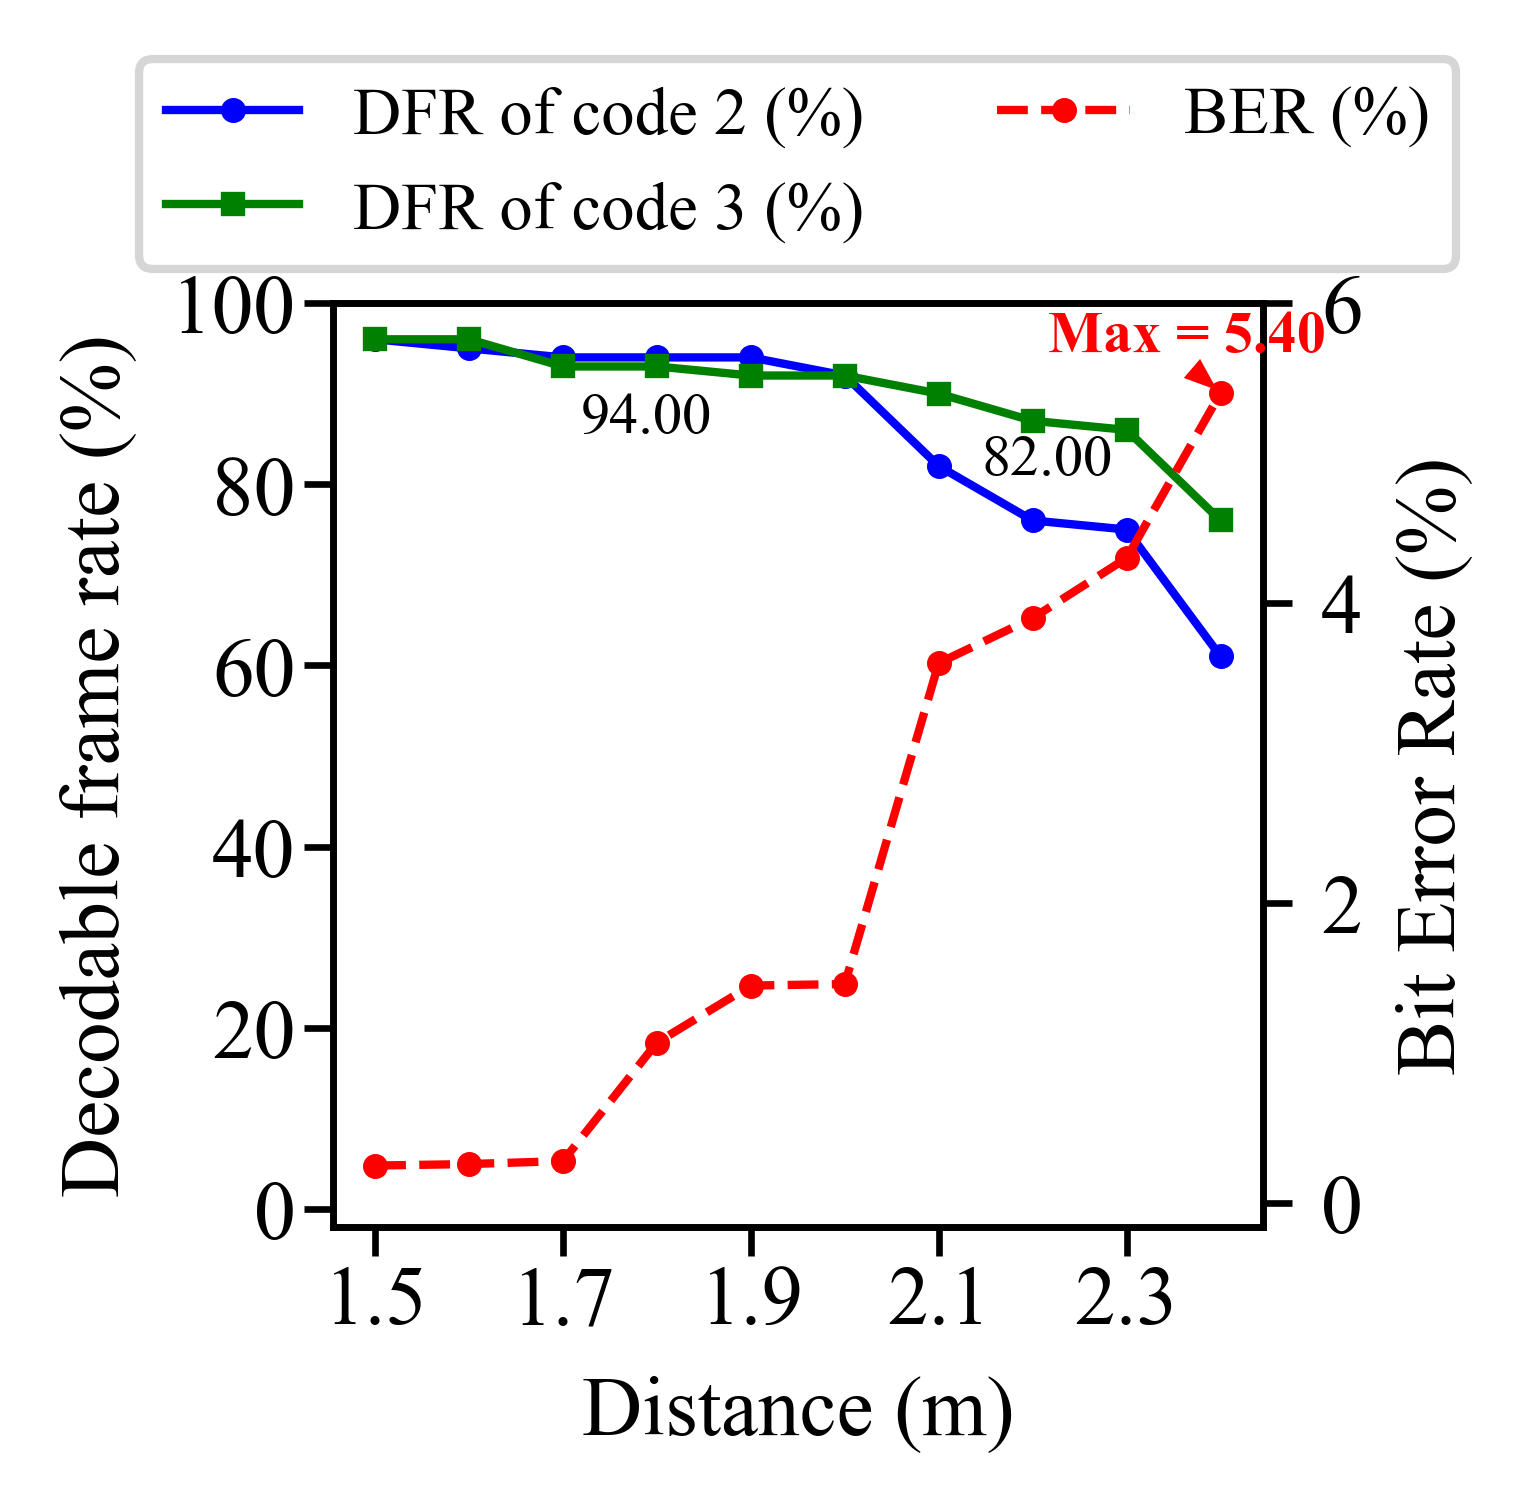 DFR of code 2 (%)
BER (%)
DFR of code 3 (%)
100
6
Max = 5.40
94.00
82.00
80
60
4
40
2
20
0
0
Decodable frame rate (%)
Bit Error Rate (%)
1.5
1.7
1.9
2.1
2.3
Distance (m)